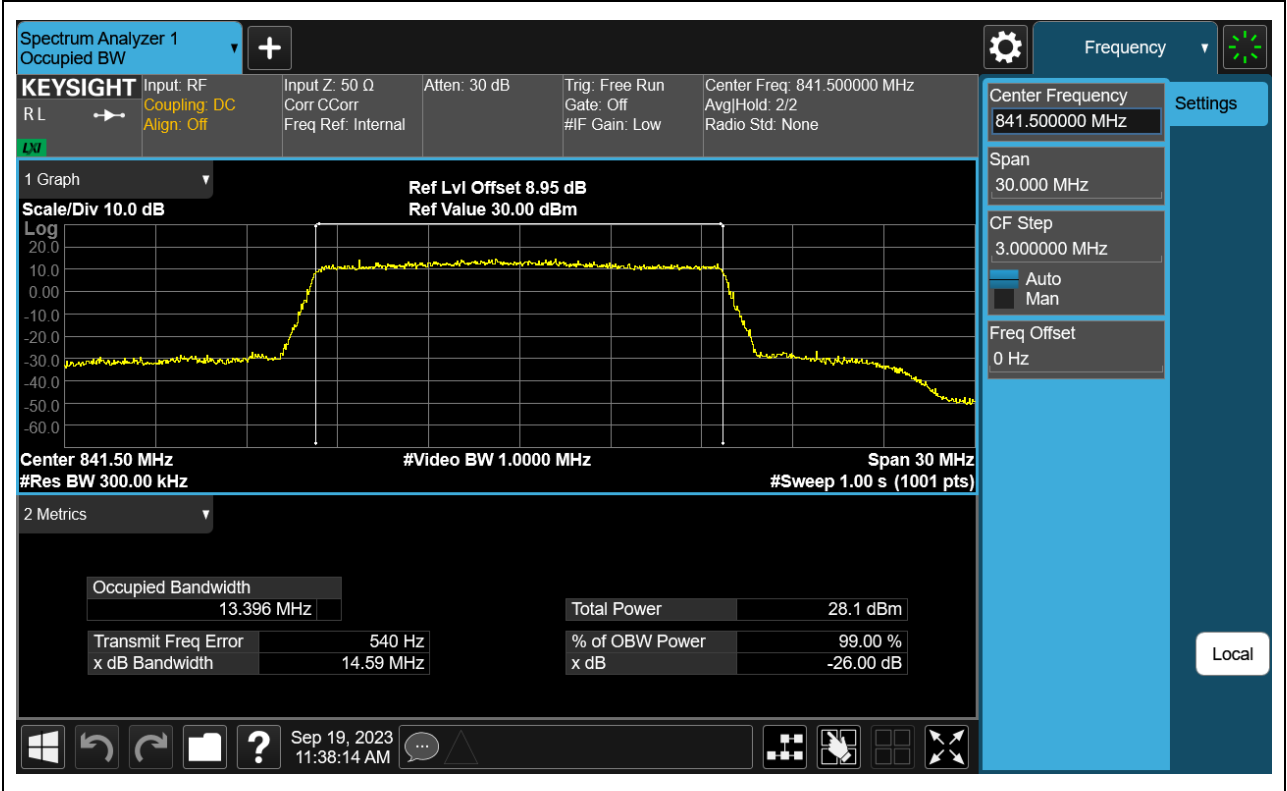 Spectrum Analyzer 1
Occupied BW
+
Frequency
KEYSIGHT
R L
LXI
Input: RF
Coupling: DC
Align: Off
Input Z: 50 Ω
Corr CCorr
Freq Ref: Internal
Atten: 30 dB
Trig: Free Run
Gate: Off
#IF Gain: Low
Center Freq: 841.500000 MHz
Avg|Hold: 2/2
Radio Std: None
Center Frequency
841.500000 MHz
Settings
Span
30.000 MHz
CF Step
3.000000 MHz
Auto
Man
Freq Offset
0 Hz
Local
1 Graph
Scale/Div 10.0 dB
Ref Lvl Offset 8.95 dB
Ref Value 30.00 dBm
Log
20.0
10.0
0.00
-10.0
-20.0
-30.0
-40.0
-50.0
-60.0
Center 841.50 MHz
#Video BW 1.0000 MHz
Span 30 MHz
#Res BW 300.00 kHz
#Sweep 1.00 s (1001 pts)
2 Metrics
Occupied Bandwidth
13.396 MHz
Total Power 28.1 dBm
Transmit Freq Error 540 Hz
% of OBW Power 99.00 %
x dB Bandwidth 14.59 MHz
x dB -26.00 dB
?
Sep 19, 2023
11:38:14 AM